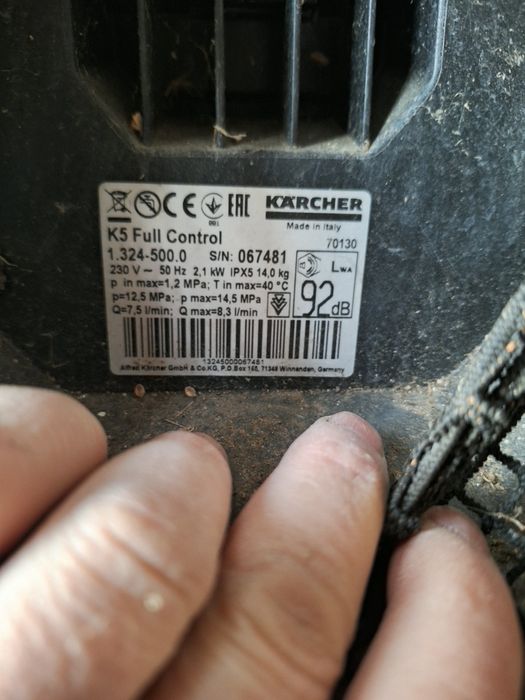 CE EAC KÄRCHER
Made in Italy
K5 Full Control 70130
1.324-500.0 S/N: 067481
230 V ~ 50 Hz 2,1 kW IPX5 14,0 kg
p in max=1,2 MPa; T in max=40 °C
p=12,5 MPa; p max=14,5 MPa
Q=7,5 l/min; Q max=8,3 l/min
LWA
92dB
13245000067481
Alfred Kärcher GmbH & Co.KG, P.O.Box 160, 71349 Winnenden, Germany